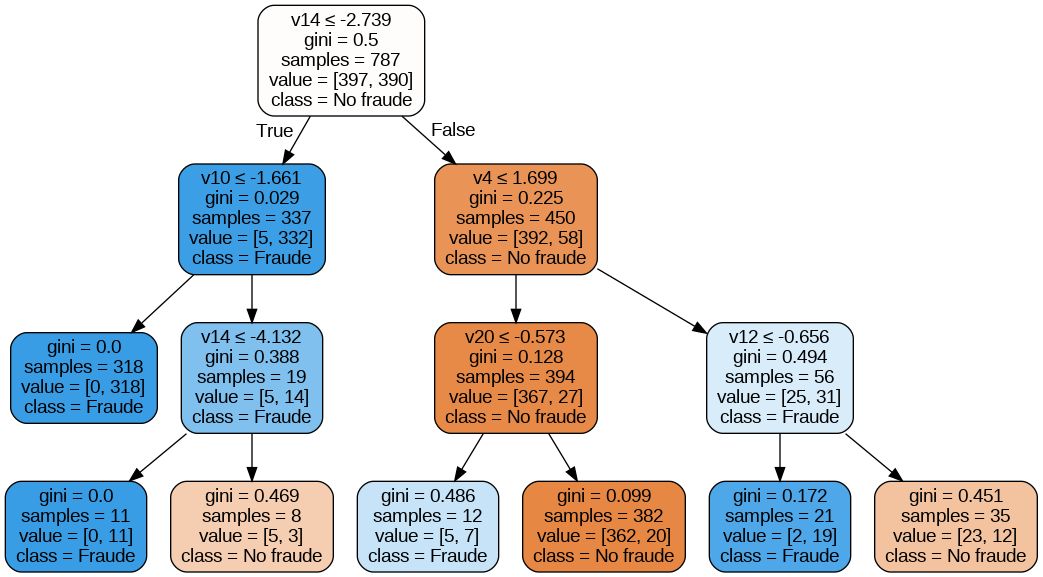 v14 ≤ -2.739
gini = 0.5
samples = 787
value = [397, 390]
class = No fraude
True
False
v10 ≤ -1.661
gini = 0.029
samples = 337
value = [5, 332]
class = Fraude
v4 ≤ 1.699
gini = 0.225
samples = 450
value = [392, 58]
class = No fraude
gini = 0.0
samples = 318
value = [0, 318]
class = Fraude
v14 ≤ -4.132
gini = 0.388
samples = 19
value = [5, 14]
class = Fraude
v20 ≤ -0.573
gini = 0.128
samples = 394
value = [367, 27]
class = No fraude
v12 ≤ -0.656
gini = 0.494
samples = 56
value = [25, 31]
class = Fraude
gini = 0.0
samples = 11
value = [0, 11]
class = Fraude
gini = 0.469
samples = 8
value = [5, 3]
class = No fraude
gini = 0.486
samples = 12
value = [5, 7]
class = Fraude
gini = 0.099
samples = 382
value = [362, 20]
class = No fraude
gini = 0.172
samples = 21
value = [2, 19]
class = Fraude
gini = 0.451
samples = 35
value = [23, 12]
class = No fraude